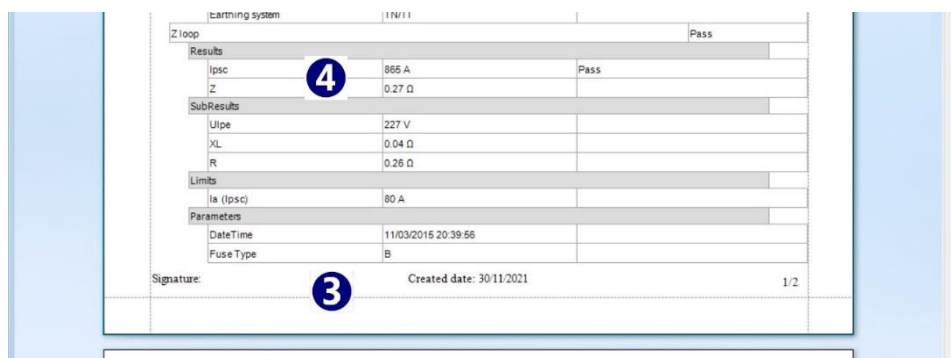 Earthing system TN/TT
Z loop Pass
Results
Ipsc 865 A Pass
4
Z 0.27 Ω
SubResults
Ulpe 227 V
XL 0.04 Ω
R 0.26 Ω
Limits
Ia (Ipsc) 80 A
Parameters
DateTime 11/03/2015 20:39:56
Fuse Type B
Signature: 3 Created date: 30/11/2021 1/2